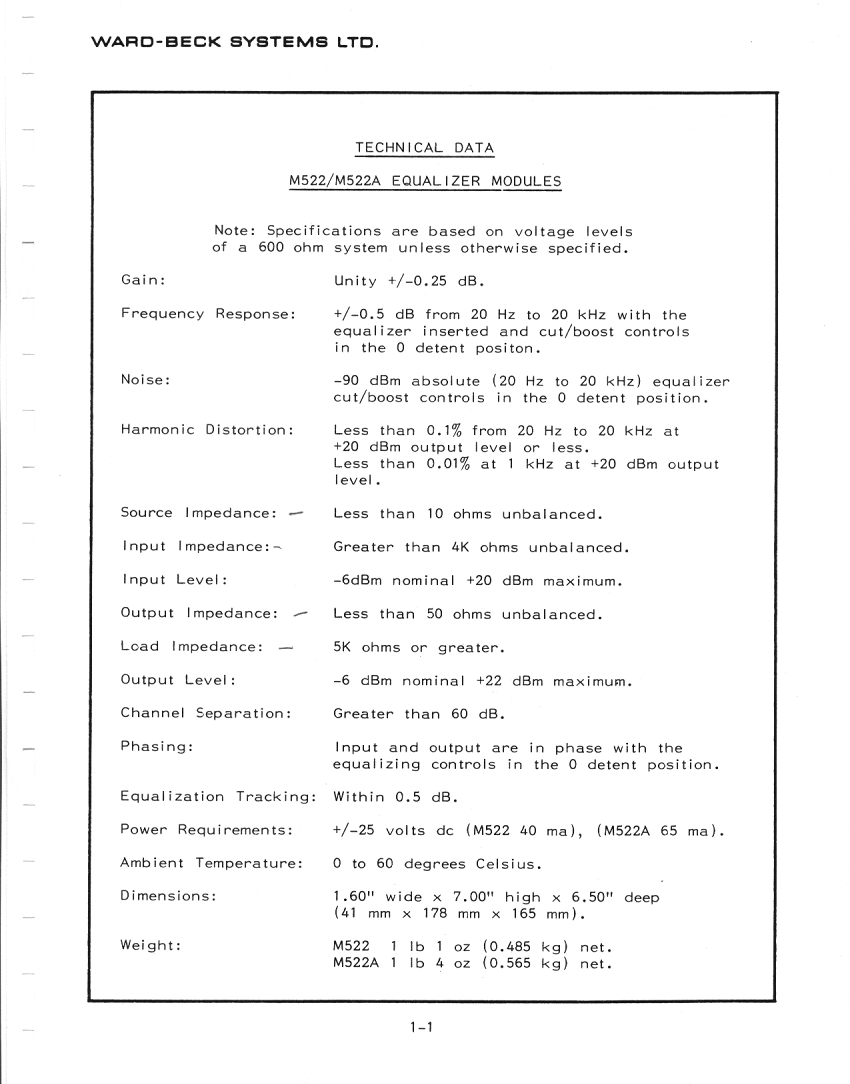 WARD-BECK SYSTEMS LTD.
TECHNICAL DATA
M522/M522A EQUALIZER MODULES
Note: Specifications are based on voltage levels
of a 600 ohm system unless otherwise specified.
Gain: Unity +/-0.25 dB.
Frequency Response: +/-0.5 dB from 20 Hz to 20 kHz with the
equalizer inserted and cut/boost controls
in the 0 detent positon.
Noise: -90 dBm absolute (20 Hz to 20 kHz) equalizer
cut/boost controls in the 0 detent position.
Harmonic Distortion: Less than 0.1% from 20 Hz to 20 kHz at
+20 dBm output level or less.
Less than 0.01% at 1 kHz at +20 dBm output
level.
Source Impedance: — Less than 10 ohms unbalanced.
Input Impedance: - Greater than 4K ohms unbalanced.
Input Level: -6dBm nominal +20 dBm maximum.
Output Impedance: — Less than 50 ohms unbalanced.
Load Impedance: — 5K ohms or greater.
Output Level: -6 dBm nominal +22 dBm maximum.
Channel Separation: Greater than 60 dB.
Phasing: Input and output are in phase with the
equalizing controls in the 0 detent position.
Equalization Tracking: Within 0.5 dB.
Power Requirements: +/-25 volts dc (M522 40 ma), (M522A 65 ma).
Ambient Temperature: 0 to 60 degrees Celsius.
Dimensions: 1.60" wide x 7.00" high x 6.50" deep
(41 mm x 178 mm x 165 mm).
Weight: M522 1 lb 1 oz (0.485 kg) net.
M522A 1 lb 4 oz (0.565 kg) net.
1-1